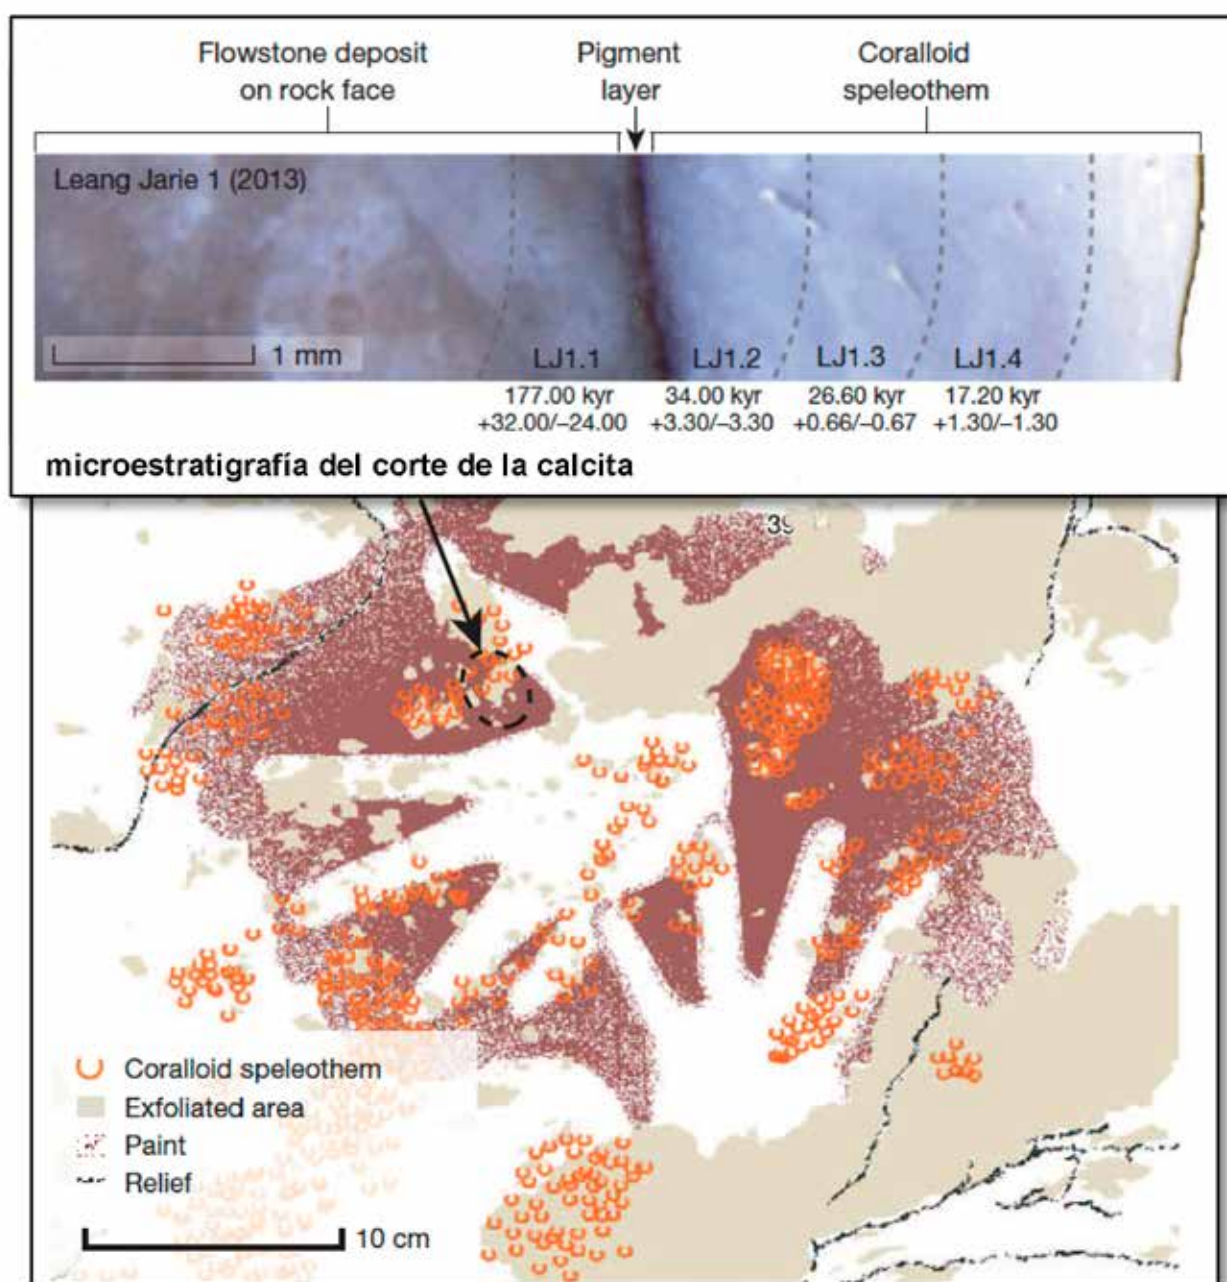 Flowstone deposit
on rock face
Pigment
layer
Coralloid
speleothem
Leang Jarie 1 (2013)
1 mm
LJ1.1
LJ1.2
LJ1.3
LJ1.4
177.00 kyr
34.00 kyr
26.60 kyr
17.20 kyr
+32.00/–24.00
+3.30/–3.30
+0.66/–0.67
+1.30/–1.30
microestratigrafía del corte de la calcita
Coralloid speleothem
Exfoliated area
Paint
Relief
10 cm